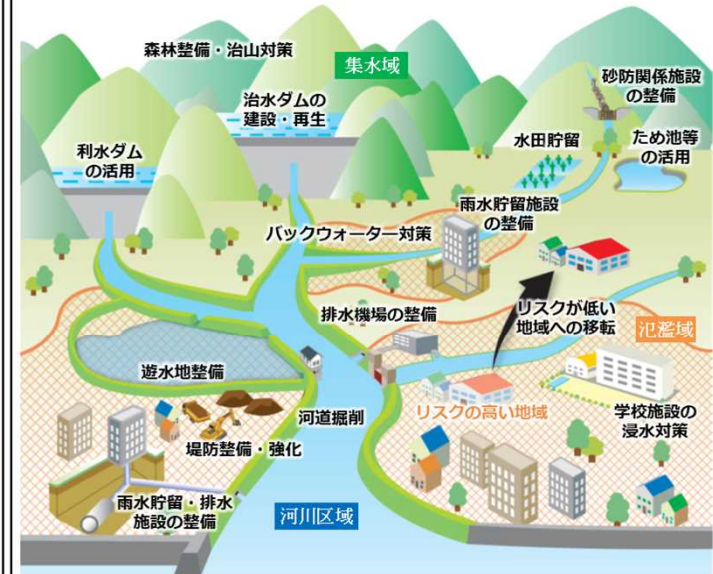 森林整備・治山対策
集水域
砂防関係施設
の整備
治水ダムの
建設・再生
水田貯留
ため池等
の活用
利水ダム
の活用
雨水貯留施設
の整備
バックウォーター対策
排水機場の整備
リスクが低い
地域への移転
氾濫域
遊水地整備
河道掘削
リスクの高い地域
学校施設の
浸水対策
堤防整備・強化
雨水貯留・排水
施設の整備
河川区域